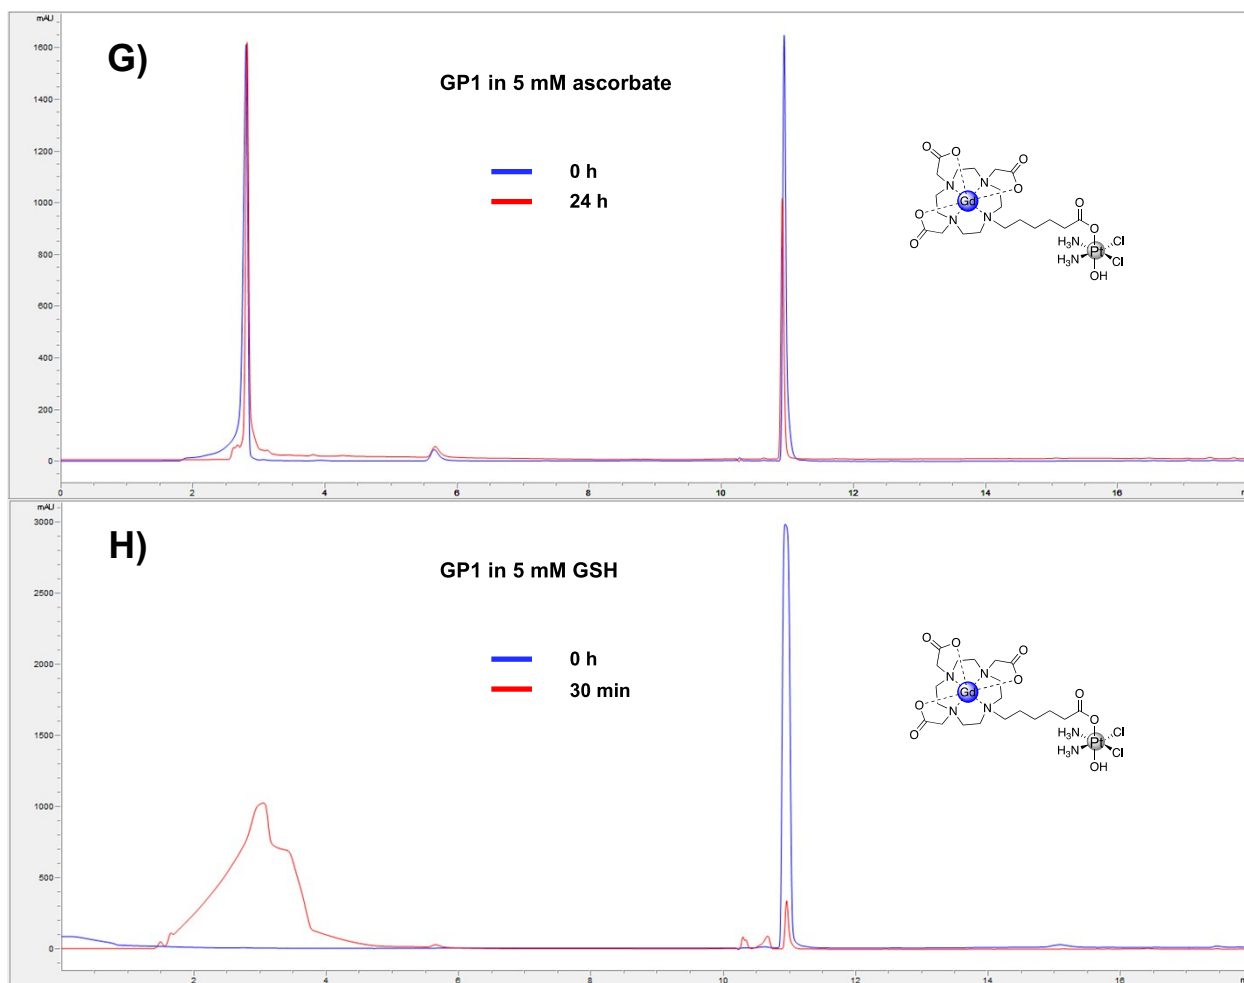 mAU
G)
1600
1400
1200
1000
800
600
400
200
0
GP1 in 5 mM ascorbate
0 h
24 h
O
O
O
N
N
O
Gd
O
O
N
N
O
O
O
H3N
Cl
Pt
H3N
Cl
OH
0
2
4
6
8
10
12
14
16
mAU
H)
3000
2500
2000
1500
1000
500
0
GP1 in 5 mM GSH
0 h
30 min
O
O
O
N
N
O
Gd
O
O
N
N
O
O
O
H3N
Cl
Pt
H3N
Cl
OH
2
4
6
8
10
12
14
16